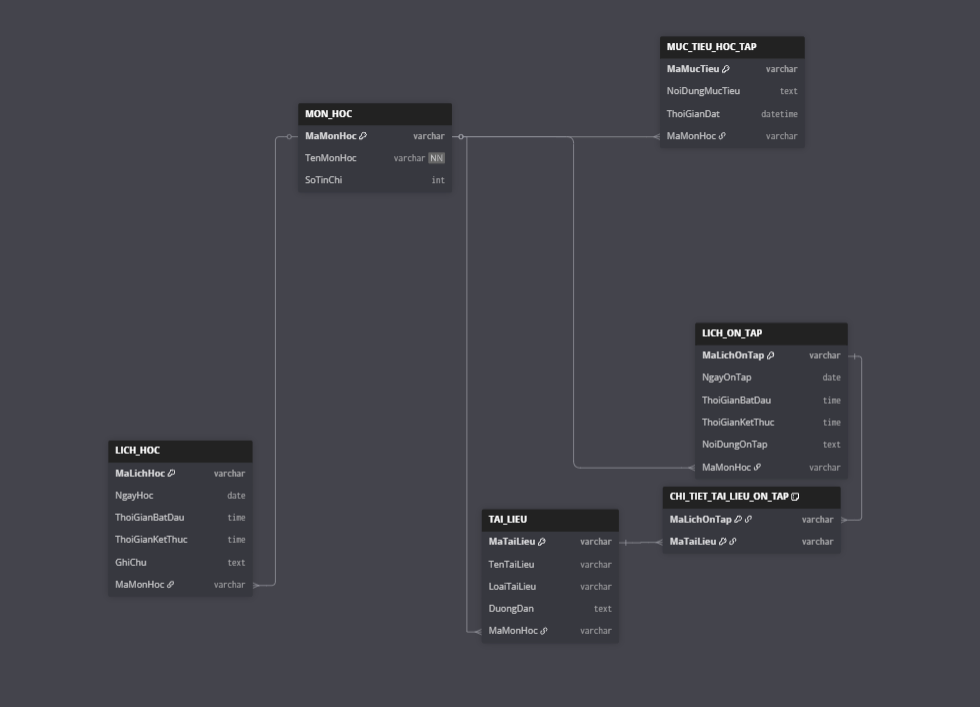 MUC_TIEU_HOC_TAP
MaMucTieu varchar
NoiDungMucTieu text
ThoiGianDat datetime
MaMonHoc varchar
MON_HOC
MaMonHoc varchar
TenMonHoc varchar NN
SoTinChi int
LICH_ON_TAP
MaLichOnTap varchar
NgayOnTap date
ThoiGianBatDau time
ThoiGianKetThuc time
NoiDungOnTap text
MaMonHoc varchar
LICH_HOC
MaLichHoc varchar
NgayHoc date
ThoiGianBatDau time
ThoiGianKetThuc time
GhiChu text
MaMonHoc varchar
CHI_TIET_TAI_LIEU_ON_TAP
MaLichOnTap varchar
MaTaiLieu varchar
TAI_LIEU
MaTaiLieu varchar
TenTaiLieu varchar
LoaiTaiLieu varchar
DuongDan text
MaMonHoc varchar